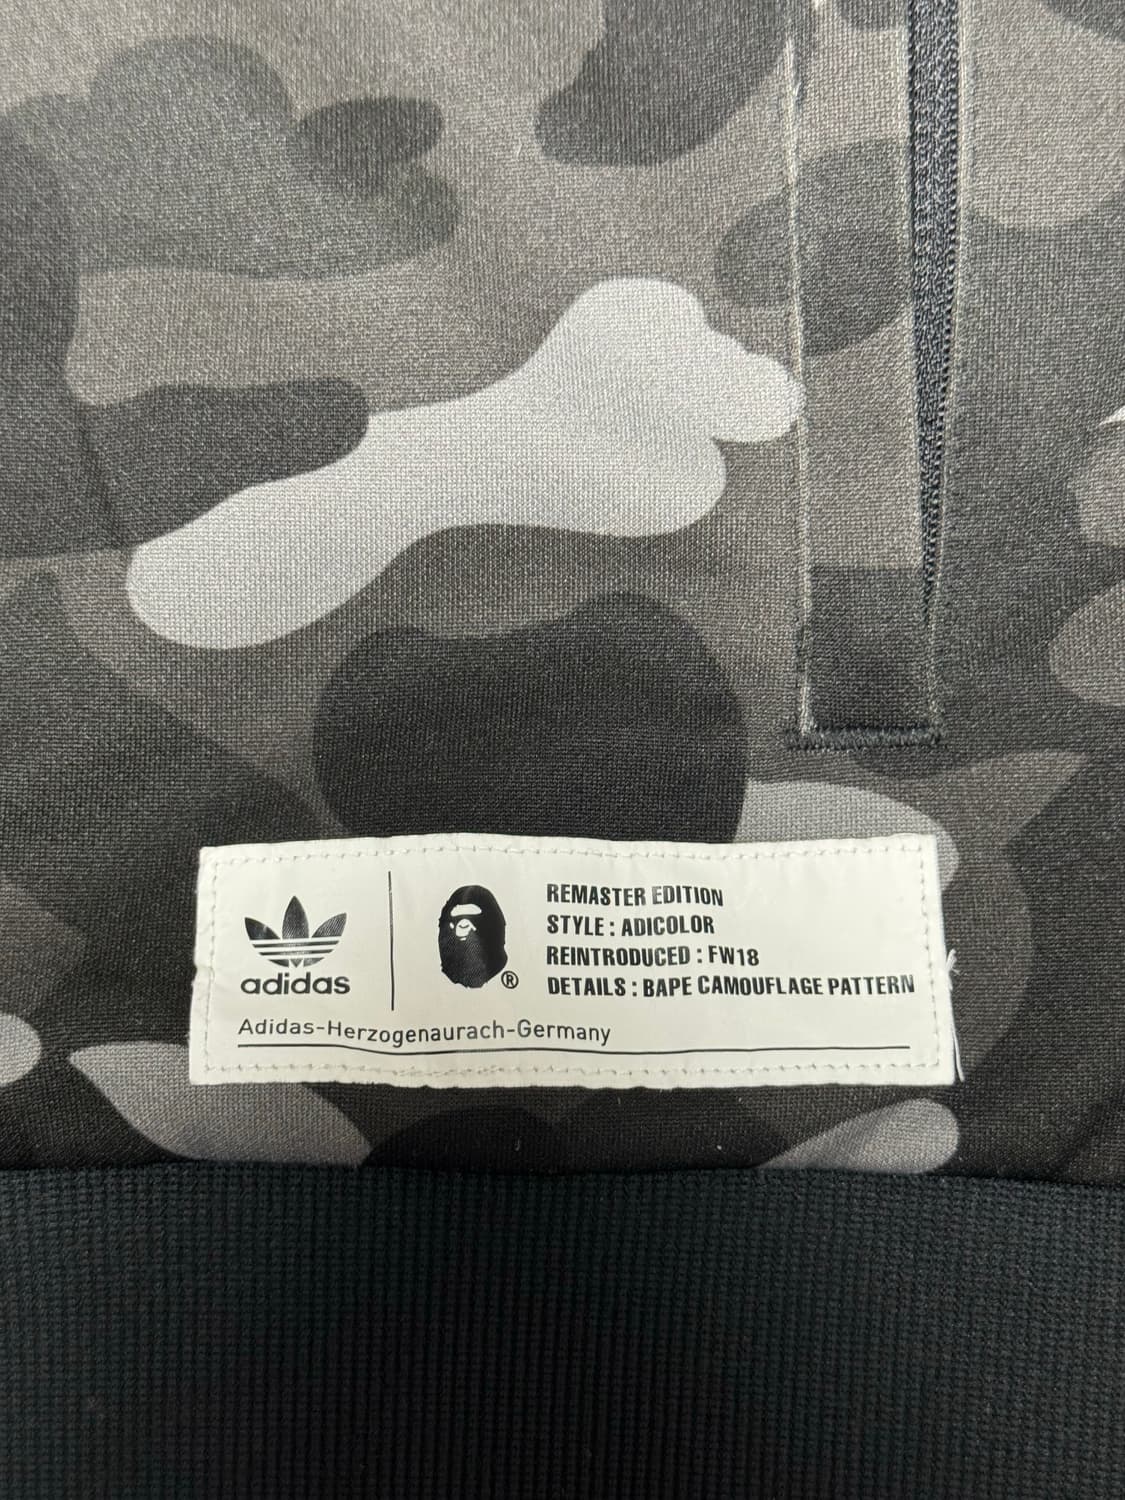 adidas
®
REMASTER EDITION
STYLE : ADICOLOR
REINTRODUCED : FW18
DETAILS : BAPE CAMOUFLAGE PATTERN
Adidas-Herzogenaurach-Germany